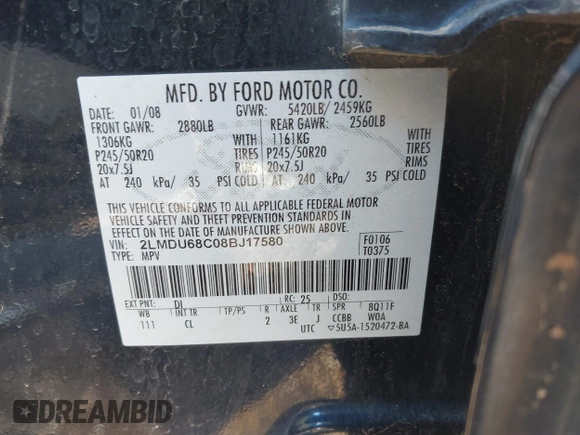 MFD. BY FORD MOTOR CO.
DATE: 01/08 GVWR: 5420LB/ 2459KG
FRONT GAWR: 2880LB REAR GAWR: 2560LB
1306KG WITH 1161KG WITH
P245/50R20 TIRES P245/50R20 TIRES
20x7.5J RIMS 20x7.5J RIMS
AT 240 kPa/ 35 PSI COLD AT 240 kPa/ 35 PSI COLD
THIS VEHICLE CONFORMS TO ALL APPLICABLE FEDERAL MOTOR
VEHICLE SAFETY AND THEFT PREVENTION STANDARDS IN
EFFECT ON THE DATE OF MANUFACTURE SHOWN ABOVE.
VIN: 2LMDU68C08BJ17580 F0106
TYPE: MPV T0375
EXT PNT: DI RC: 25 DSO:
WB INT TR TP/PS R AXLE TR SPR 8Q11F
111 CL 2 3E J CCBB WOA
UTC ▽5U5A-1520472-BA
DREAMBID